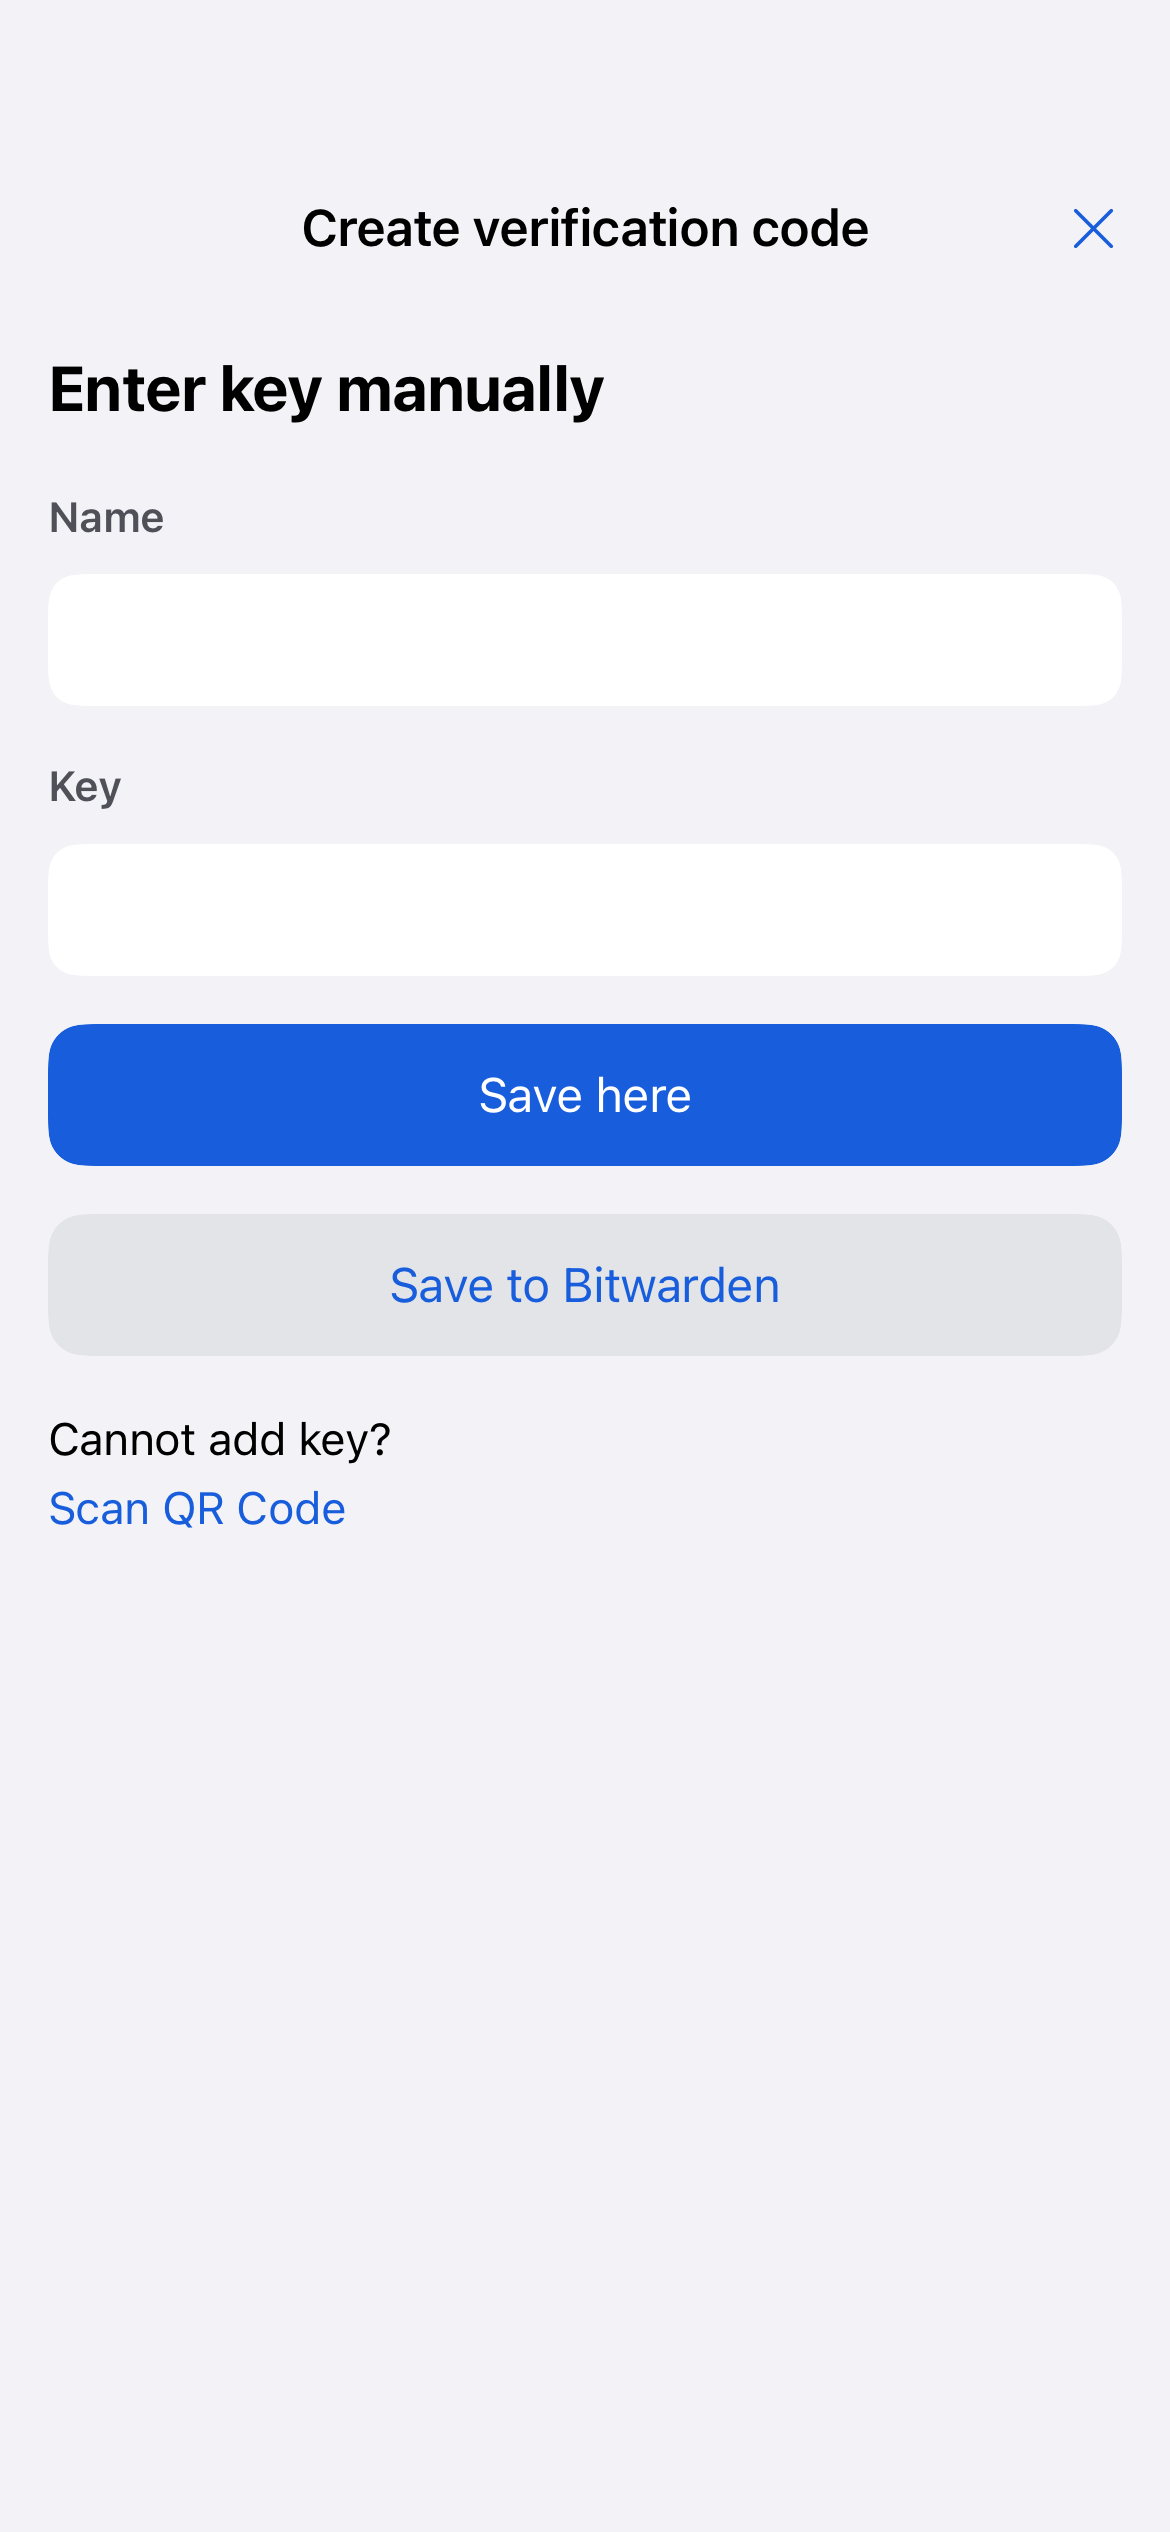 Create verification code
Enter key manually
Name
Key
Save here
Save to Bitwarden
Cannot add key?
Scan QR Code